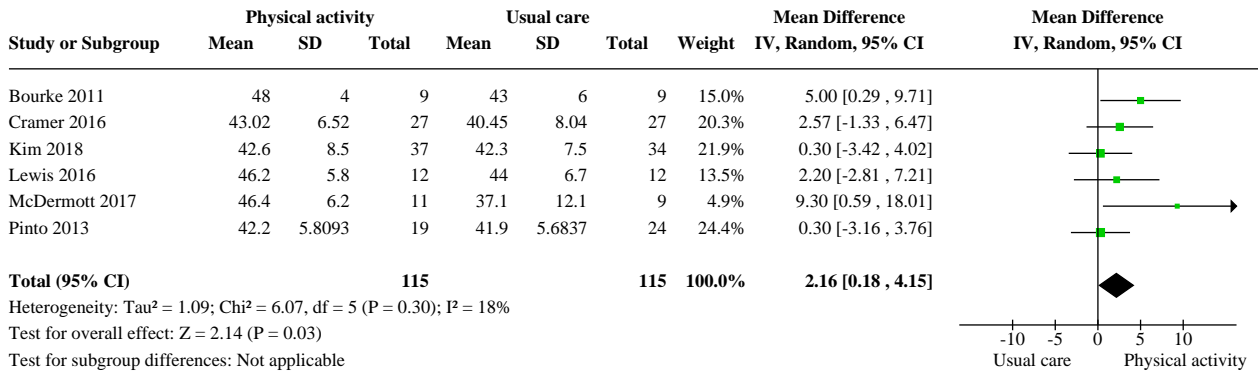 Physical activity Usual care Mean Difference Mean Difference
Study or Subgroup Mean SD Total Mean SD Total Weight IV, Random, 95% CI IV, Random, 95% CI
Bourke 2011 48 4 9 43 6 9 15.0% 5.00 [0.29 , 9.71]
Cramer 2016 43.02 6.52 27 40.45 8.04 27 20.3% 2.57 [-1.33 , 6.47]
Kim 2018 42.6 8.5 37 42.3 7.5 34 21.9% 0.30 [-3.42 , 4.02]
Lewis 2016 46.2 5.8 12 44 6.7 12 13.5% 2.20 [-2.81 , 7.21]
McDermott 2017 46.4 6.2 11 37.1 12.1 9 4.9% 9.30 [0.59 , 18.01]
Pinto 2013 42.2 5.8093 19 41.9 5.6837 24 24.4% 0.30 [-3.16 , 3.76]
Total (95% CI) 115 115 100.0% 2.16 [0.18 , 4.15]
Heterogeneity: Tau² = 1.09; Chi² = 6.07, df = 5 (P = 0.30); I² = 18%
Test for overall effect: Z = 2.14 (P = 0.03)
Test for subgroup differences: Not applicable
-10 -5 0 5 10
Usual care Physical activity